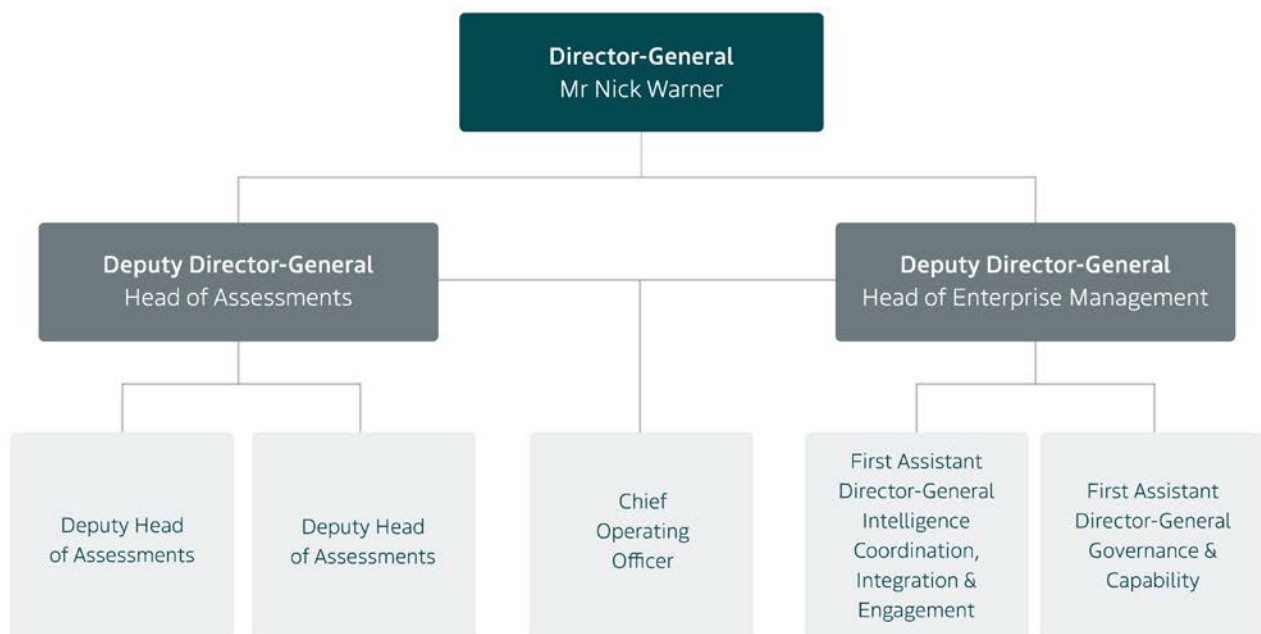 Director-General
Mr Nick Warner
Deputy Director-General
Head of Assessments
Deputy Director-General
Head of Enterprise Management
Deputy Head
of Assessments
Deputy Head
of Assessments
Chief
Operating
Officer
First Assistant
Director-General
Intelligence
Coordination,
Integration &
Engagement
First Assistant
Director-General
Governance &
Capability